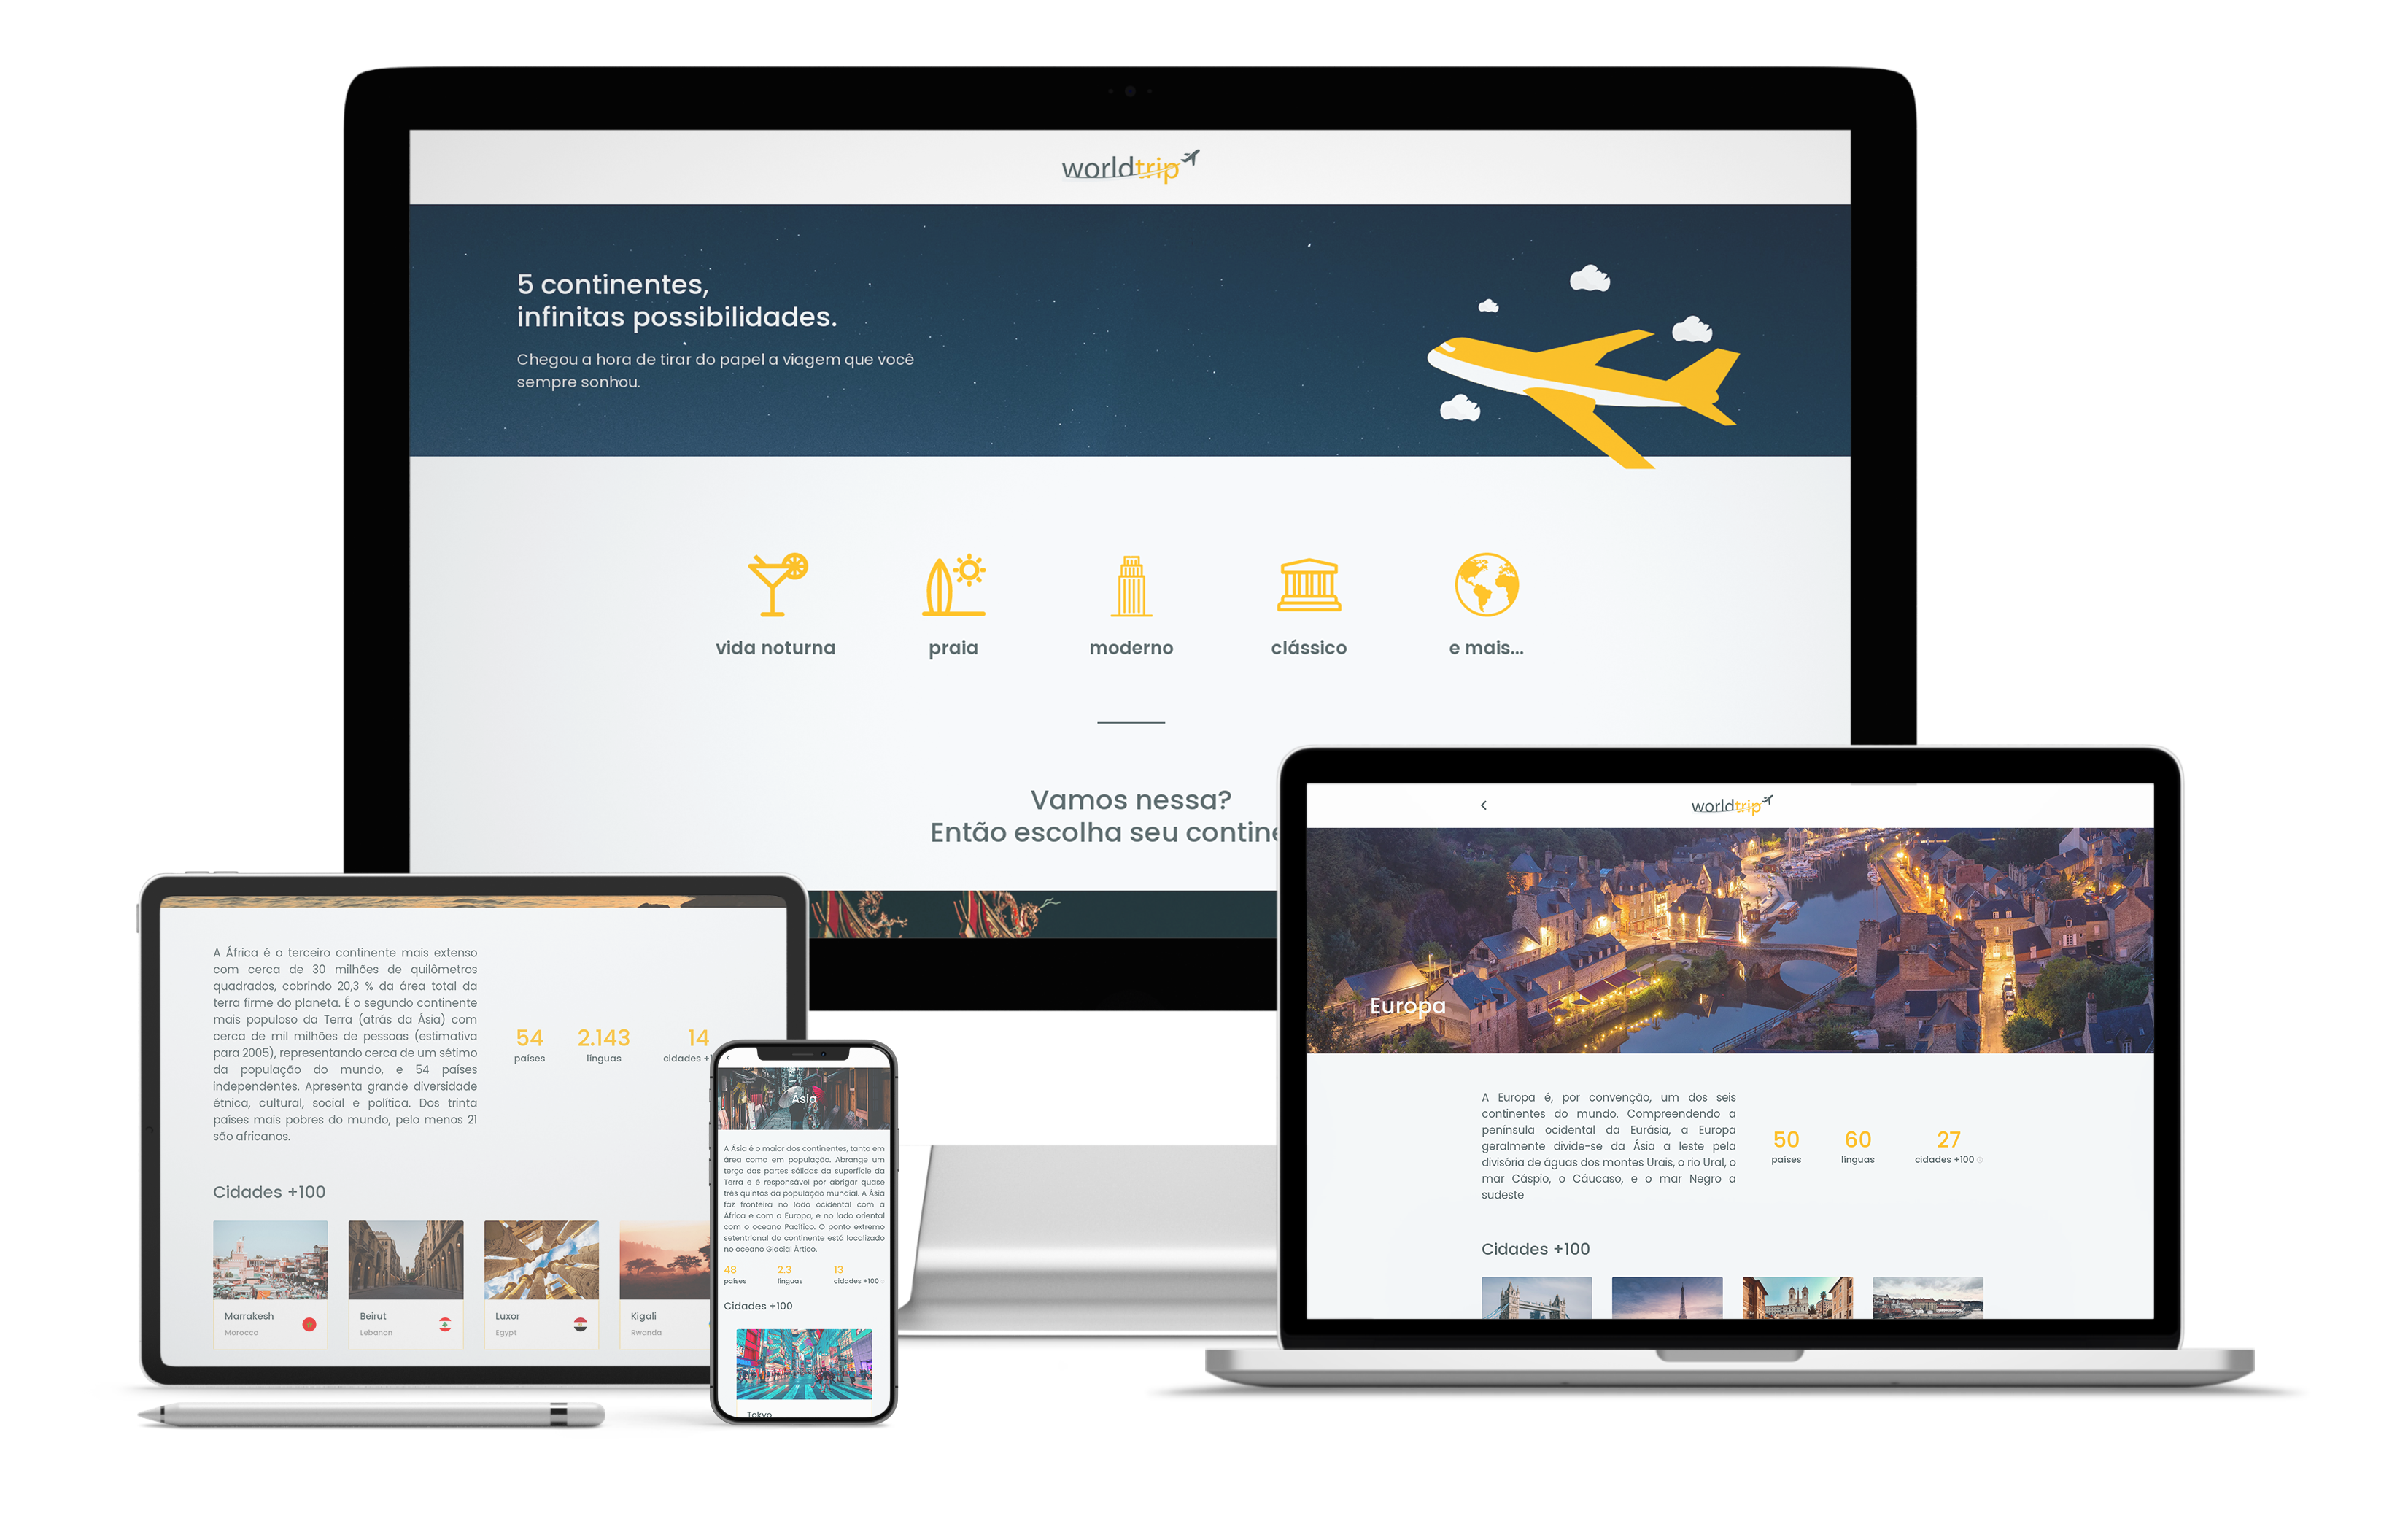 worldtrip
5 continentes,
infinitas possibilidades.
Chegou a hora de tirar do papel a viagem que você
sempre sonhou.
vida noturna
praia
moderno
clássico
e mais...
Vamos nessa?
Então escolha seu contine
A África é o terceiro continente mais extenso
com cerca de 30 milhões de quilômetros
quadrados, cobrindo 20,3 % da área total da
terra firme do planeta. É o segundo continente
mais populoso da Terra (atrás da Ásia) com
cerca de mil milhões de pessoas (estimativa
para 2005), representando cerca de um sétimo
da população do mundo, e 54 países
independentes. Apresenta grande diversidade
étnica, cultural, social e política. Dos trinta
países mais pobres do mundo, pelo menos 21
são africanos.
54
países
2.143
línguas
14
cidades +1
Cidades +100
Marrakesh
Morocco
Beirut
Lebanon
Luxor
Egypt
Kigali
Rwanda
Ásia
A Ásia é o maior dos continentes, tanto em
área como em população. Abrange um
terço das partes sólidas da superfície da
Terra e é responsável por abrigar quase
três quintos da população mundial. A Ásia
faz fronteira no lado ocidental com a
África e com a Europa, e no lado oriental
com o oceano Pacífico. O ponto extremo
setentrional do continente está localizado
no oceano Glacial Ártico.
48
países
2.3
línguas
13
cidades +100
Cidades +100
Tokyo
worldtrip
Europa
A Europa é, por convenção, um dos seis
continentes do mundo. Compreendendo a
península ocidental da Eurásia, a Europa
geralmente divide-se da Ásia a leste pela
divisória de águas dos montes Urais, o rio Ural, o
mar Cáspio, o Cáucaso, e o mar Negro a
sudeste
50
países
60
línguas
27
cidades +100
Cidades +100